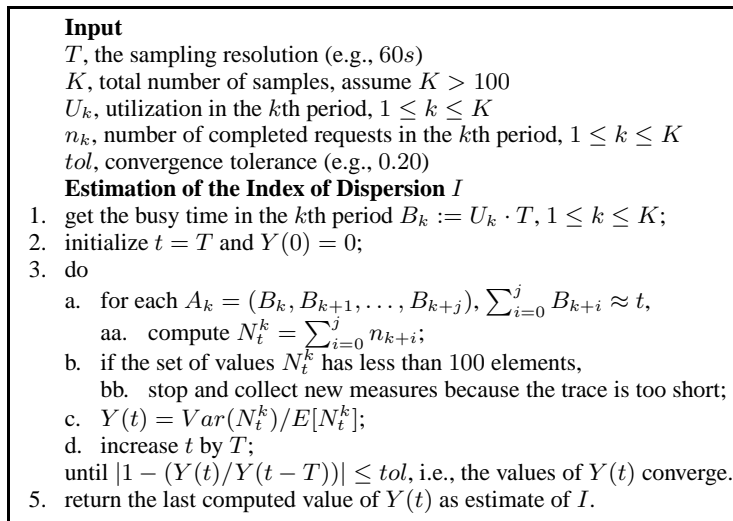 Input
T, the sampling resolution (e.g., 60s)
K, total number of samples, assume K > 100
U_k, utilization in the kth period, 1 ≤ k ≤ K
n_k, number of completed requests in the kth period, 1 ≤ k ≤ K
tol, convergence tolerance (e.g., 0.20)
Estimation of the Index of Dispersion I
1. get the busy time in the kth period B_k := U_k · T, 1 ≤ k ≤ K;
2. initialize t = T and Y(0) = 0;
3. do
a. for each A_k = (B_k, B_{k+1}, . . . , B_{k+j}), ∑_{i=0}^{j} B_{k+i} ≈ t,
aa. compute N_t^k = ∑_{i=0}^{j} n_{k+i};
b. if the set of values N_t^k has less than 100 elements,
bb. stop and collect new measures because the trace is too short;
c. Y(t) = Var(N_t^k)/E[N_t^k];
d. increase t by T;
until |1 − (Y(t)/Y(t − T))| ≤ tol, i.e., the values of Y(t) converge.
5. return the last computed value of Y(t) as estimate of I.